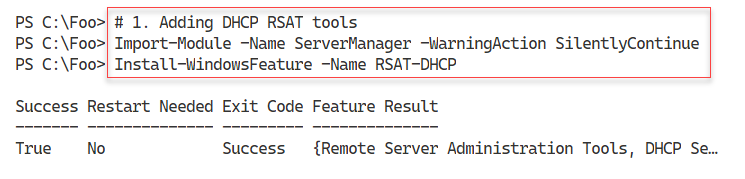 PS C:\Foo> # 1. Adding DHCP RSAT tools
PS C:\Foo> Import-Module -Name ServerManager -WarningAction SilentlyContinue
PS C:\Foo> Install-WindowsFeature -Name RSAT-DHCP
Success Restart Needed Exit Code Feature Result
------- -------------- --------- --------------
True    No             Success   {Remote Server Administration Tools, DHCP Se…